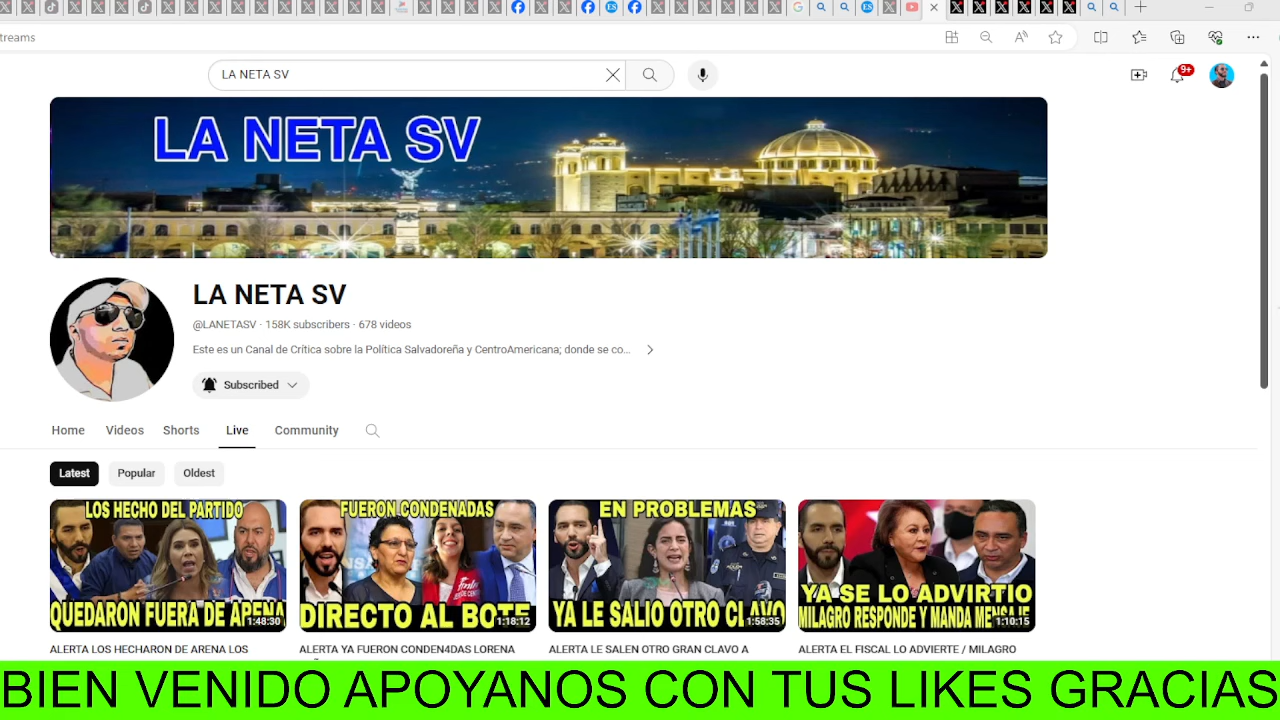 treams
LA NETA SV
9+
LA NETA SV
LA NETA SV
@LANETASV · 158K subscribers · 678 videos
Este es un Canal de Crítica sobre la Política Salvadoreña y CentroAmericana; donde se co...
Subscribed
Home Videos Shorts Live Community
Latest Popular Oldest
LOS HECHO DEL PARTIDO
QUEDARON FUERA DE ARENA
1:48:30
FUERON CONDENADAS
DIRECTO AL BOTE
1:18:12
EN PROBLEMAS
YA LE SALIO OTRO CLAVO
1:58:35
YA SE LO ADVIRTIO
MILAGRO RESPONDE Y MANDA MENSAJE
1:10:15
ALERTA LOS HECHARON DE ARENA LOS
ALERTA YA FUERON CONDEN4DAS LORENA
ALERTA LE SALEN OTRO GRAN CLAVO A
ALERTA EL FISCAL LO ADVIERTE / MILAGRO
BIEN VENIDO APOYANOS CON TUS LIKES GRACIAS